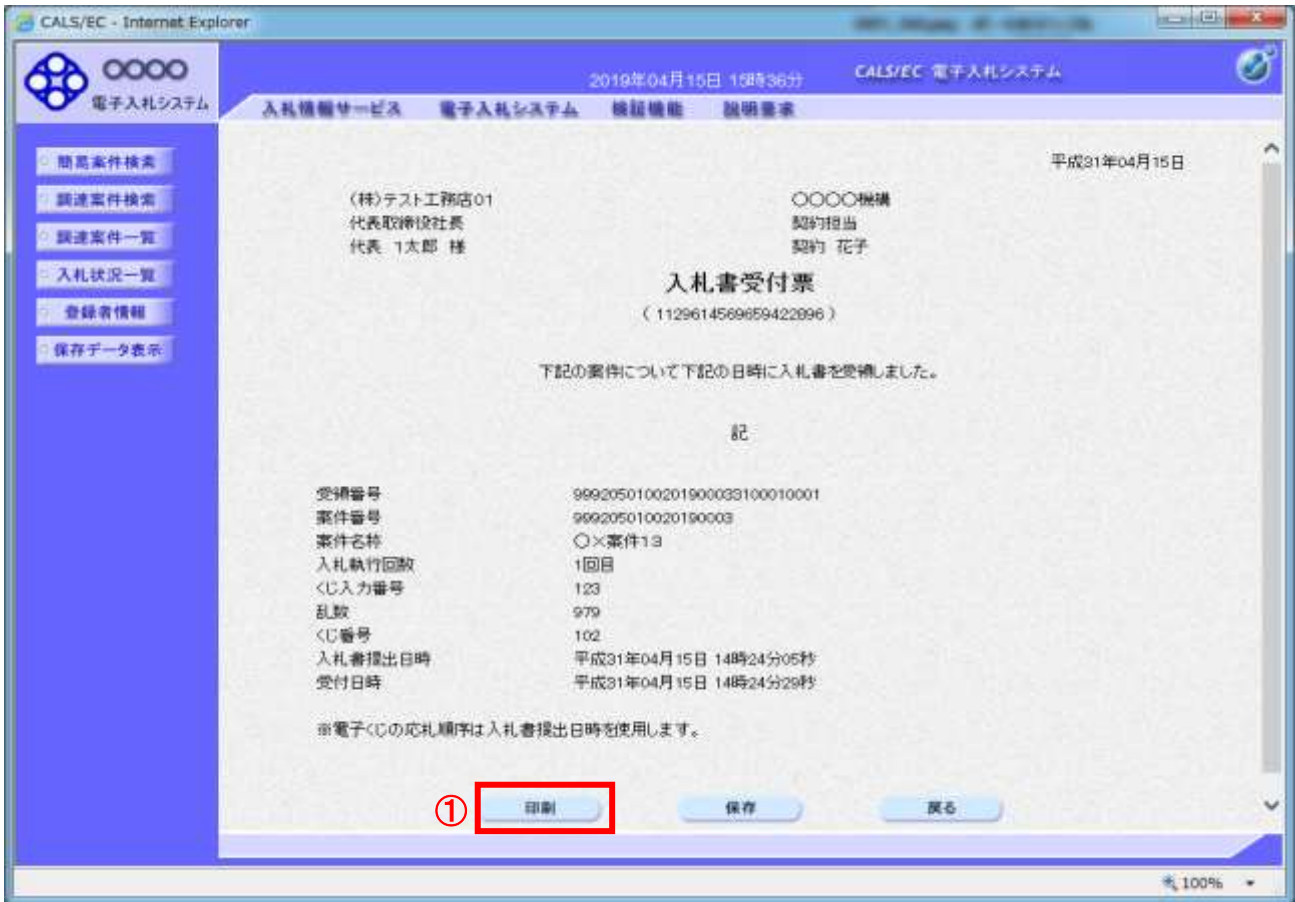 CALS/EC - Internet Explorer
〇〇〇〇
電子入札システム
2019年04月15日 15時36分
CALS/EC 電子入札システム
入札情報サービス 電子入札システム 検証機能 説明要求
簡易案件検索
調達案件検索
調達案件一覧
入札状況一覧
登録者情報
保存データ表示
平成31年04月15日
(株)テスト工務店01 〇〇〇〇機構
代表取締役社長 契約担当
代表 1太郎 様 契約 花子
入札書受付票
( 1129614569659422896 )
下記の案件について下記の日時に入札書を受領しました。
記
受領番号 99920501002019000033100010001
案件番号 999205010020190003
案件名称 〇×案件13
入札執行回数 1回目
くじ入力番号 123
乱数 979
くじ番号 102
入札書提出日時 平成31年04月15日 14時24分05秒
受付日時 平成31年04月15日 14時24分29秒
※電子くじの応札順序は入札書提出日時を使用します。
① 印刷 保存 戻る
100%